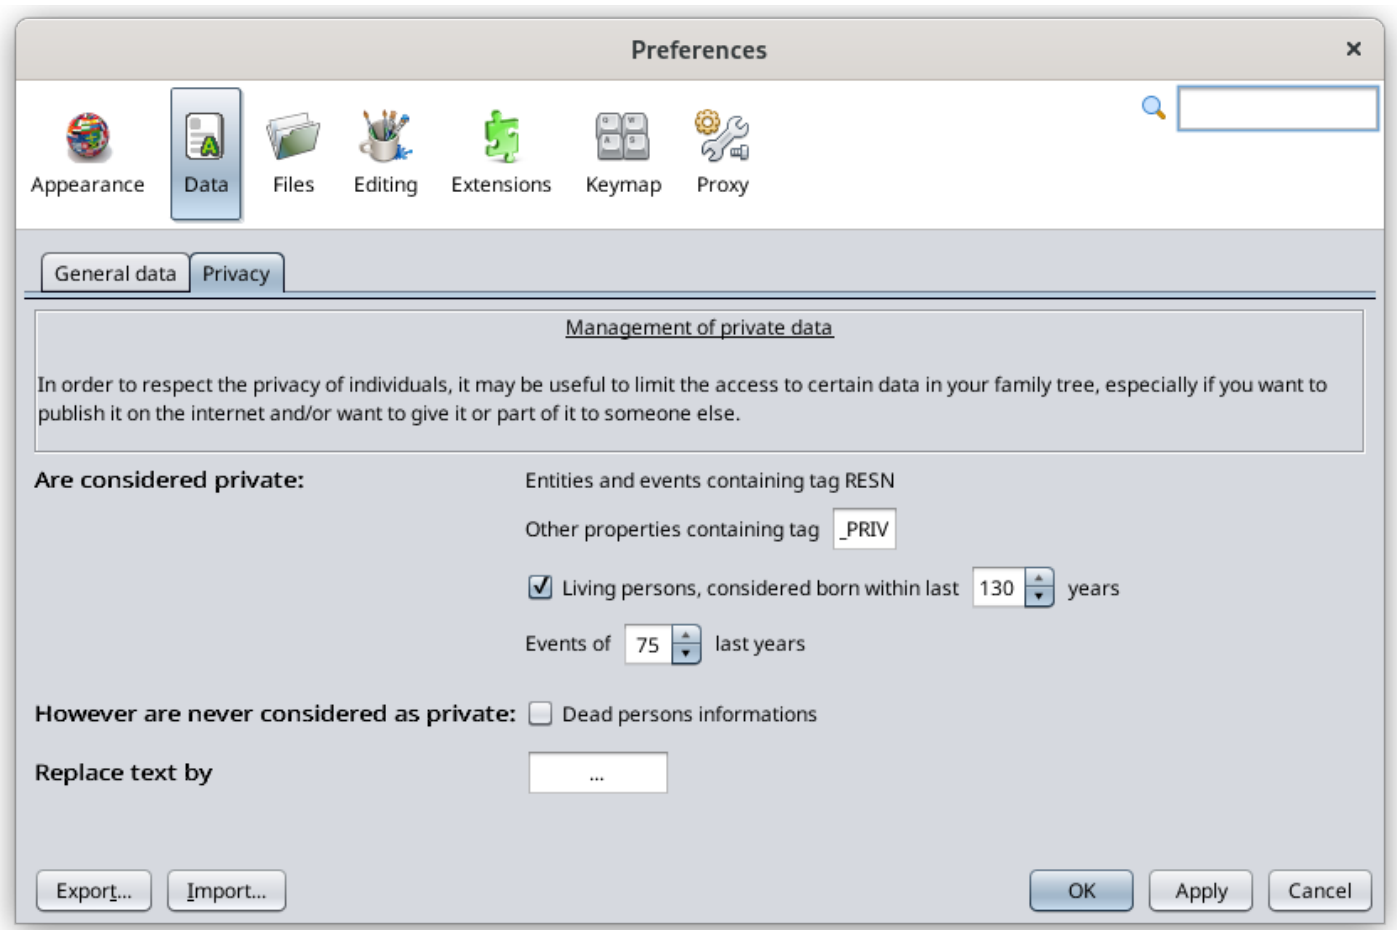 Preferences
Appearance
Data
Files
Editing
Extensions
Keymap
Proxy
General data
Privacy
Management of private data
In order to respect the privacy of individuals, it may be useful to limit the access to certain data in your family tree, especially if you want to
publish it on the internet and/or want to give it or part of it to someone else.
Are considered private:
Entities and events containing tag RESN
Other properties containing tag _PRIV
Living persons, considered born within last 130 years
Events of 75 last years
However are never considered as private: Dead persons informations
Replace text by ...
Export... Import... OK Apply Cancel